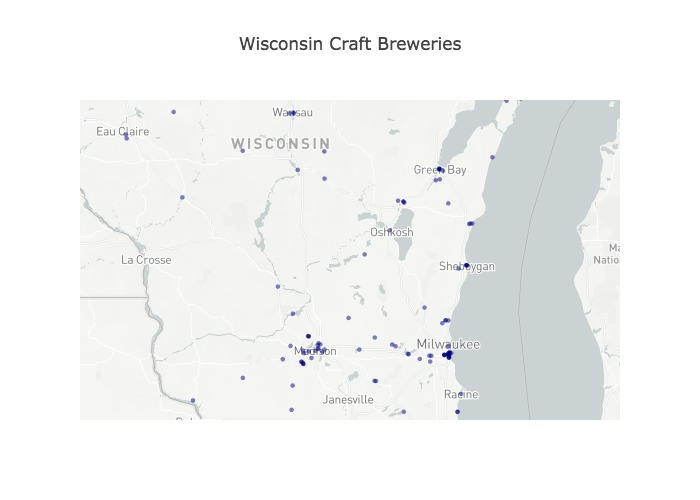 Wisconsin Craft Breweries
Wausau
Eau Claire
WISCONSIN
Green Bay
Oshkosh
La Crosse
Sheboygan
Milwaukee
Madison
Racine
Janesville